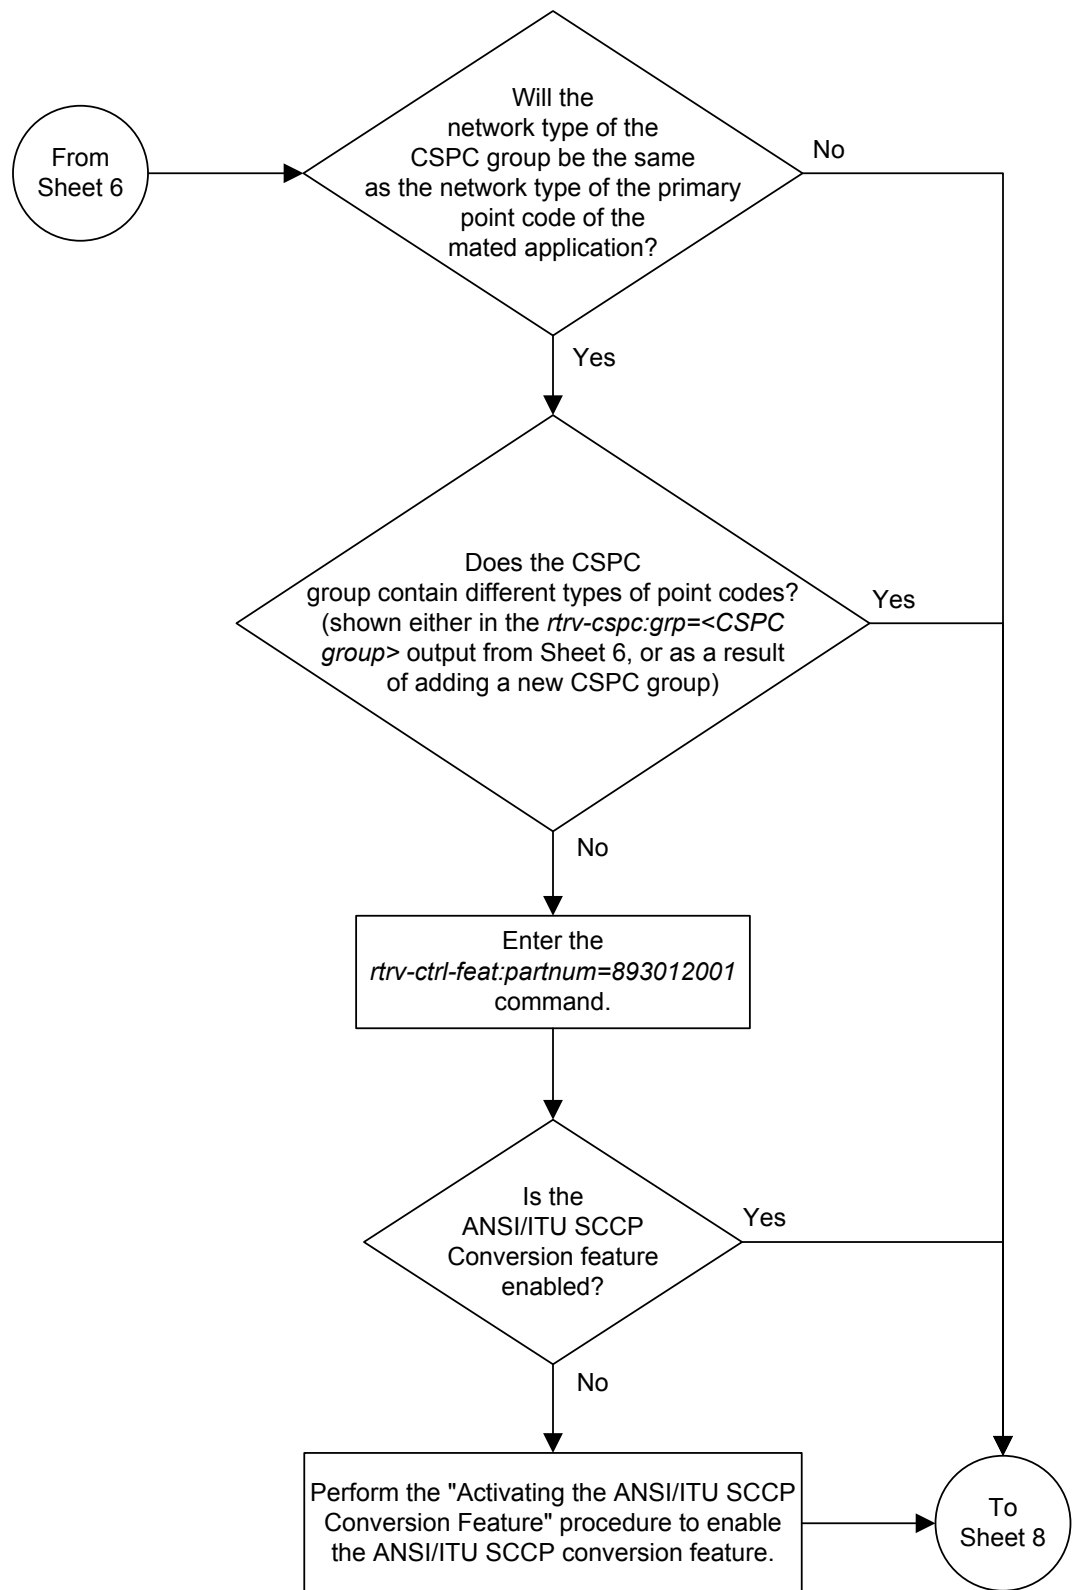 From
Sheet 6
Will the
network type of the
CSPC group be the same
as the network type of the primary
point code of the
mated application?
No
Yes
Does the CSPC
group contain different types of point codes?
(shown either in the rtrv-cspc:grp=<CSPC
group> output from Sheet 6, or as a result
of adding a new CSPC group)
Yes
No
Enter the
rtrv-ctrl-feat:partnum=893012001
command.
Is the
ANSI/ITU SCCP
Conversion feature
enabled?
Yes
No
Perform the "Activating the ANSI/ITU SCCP
Conversion Feature" procedure to enable
the ANSI/ITU SCCP conversion feature.
To
Sheet 8